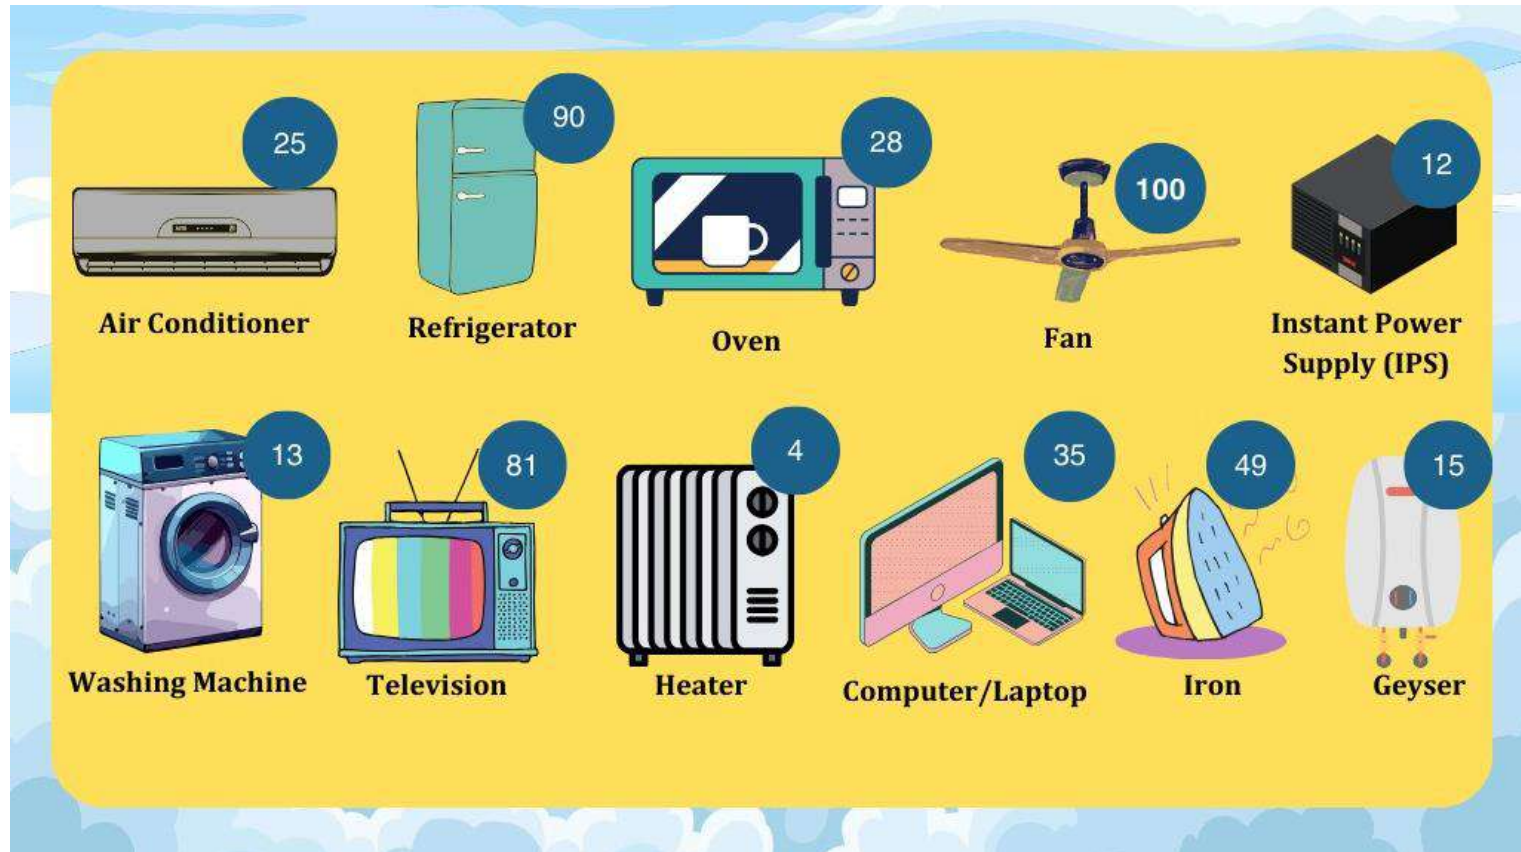 25
90
28
100
12
Air Conditioner
Refrigerator
Oven
Fan
Instant Power
Supply (IPS)
13
81
4
35
49
15
Washing Machine
Television
Heater
Computer/Laptop
Iron
Geyser